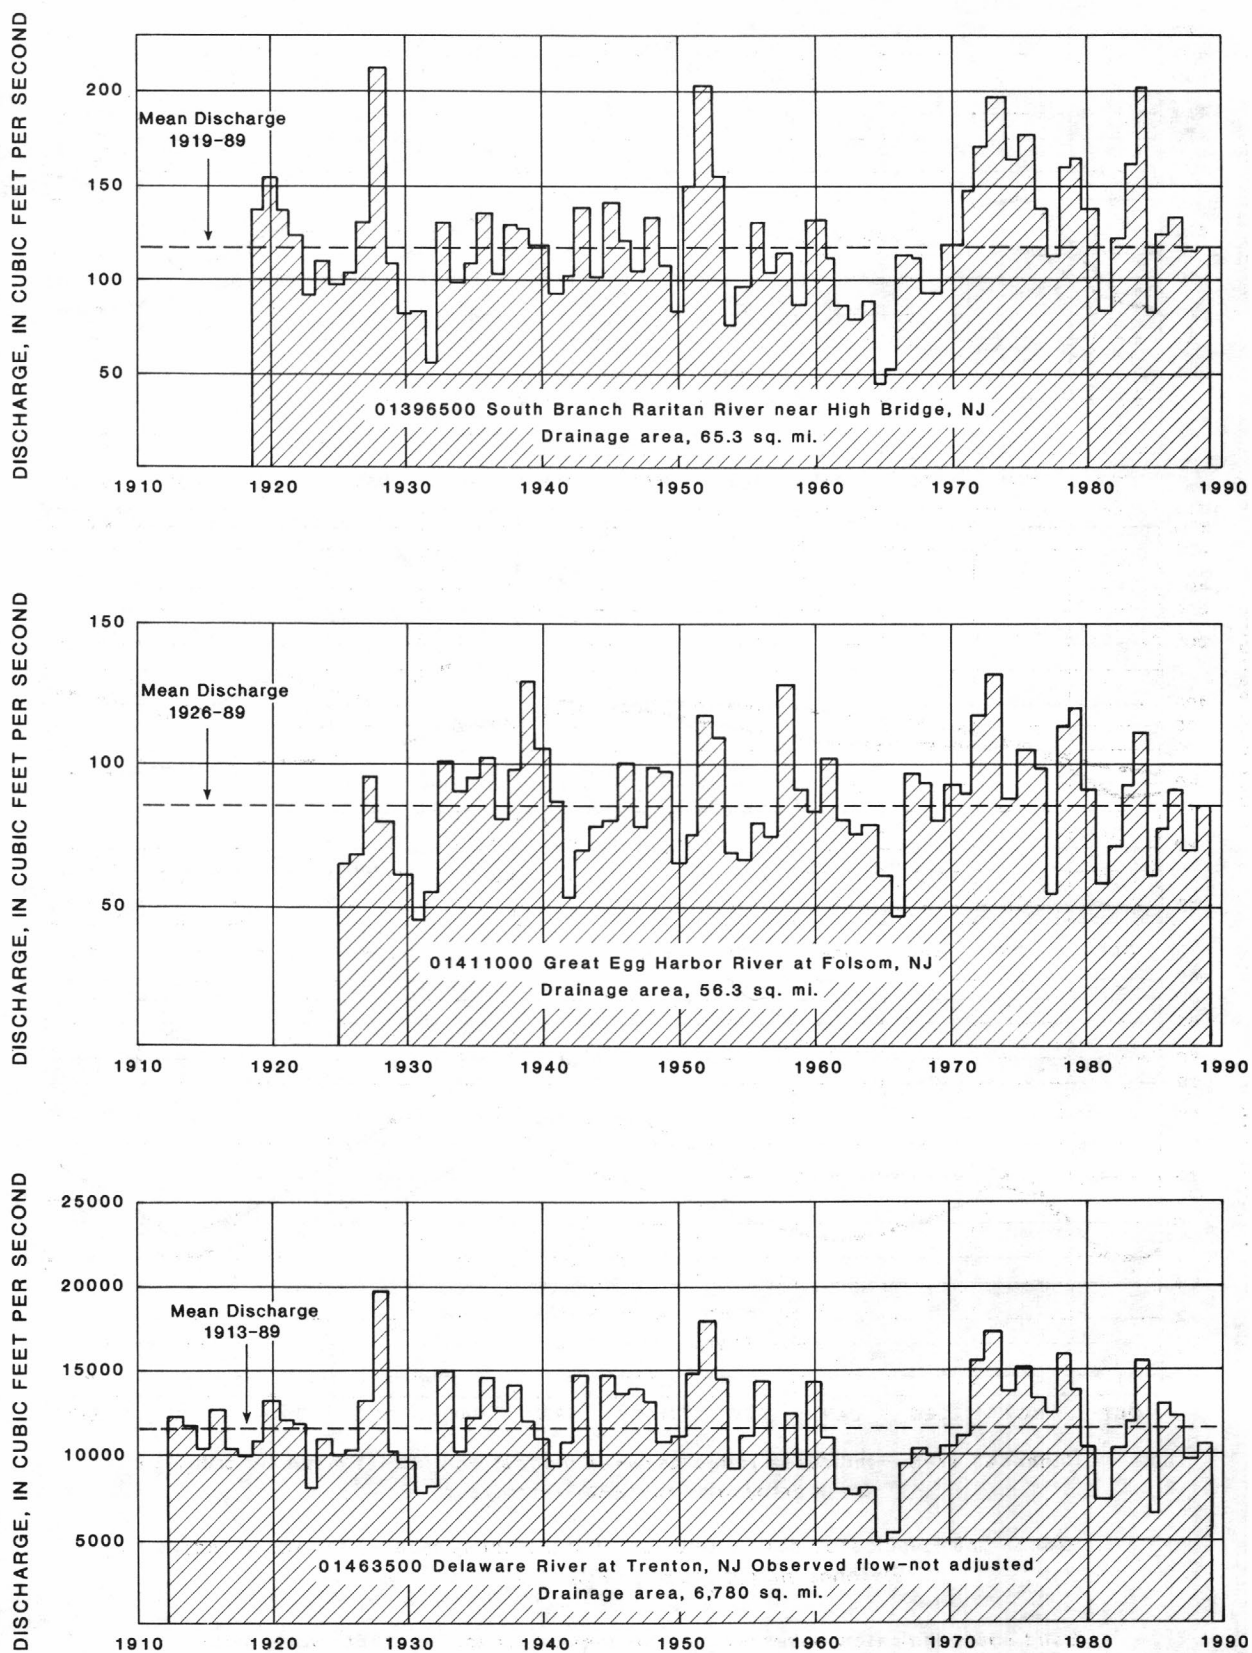 DISCHARGE, IN CUBIC FEET PER SECOND
200
150
100
50
Mean Discharge
1919-89
01396500 South Branch Raritan River near High Bridge, NJ
Drainage area, 65.3 sq. mi.
1910 1920 1930 1940 1950 1960 1970 1980 1990
DISCHARGE, IN CUBIC FEET PER SECOND
150
100
50
Mean Discharge
1926-89
01411000 Great Egg Harbor River at Folsom, NJ
Drainage area, 56.3 sq. mi.
1910 1920 1930 1940 1950 1960 1970 1980 1990
DISCHARGE, IN CUBIC FEET PER SECOND
25000
20000
15000
10000
5000
Mean Discharge
1913-89
01463500 Delaware River at Trenton, NJ Observed flow-not adjusted
Drainage area, 6,780 sq. mi.
1910 1920 1930 1940 1950 1960 1970 1980 1990